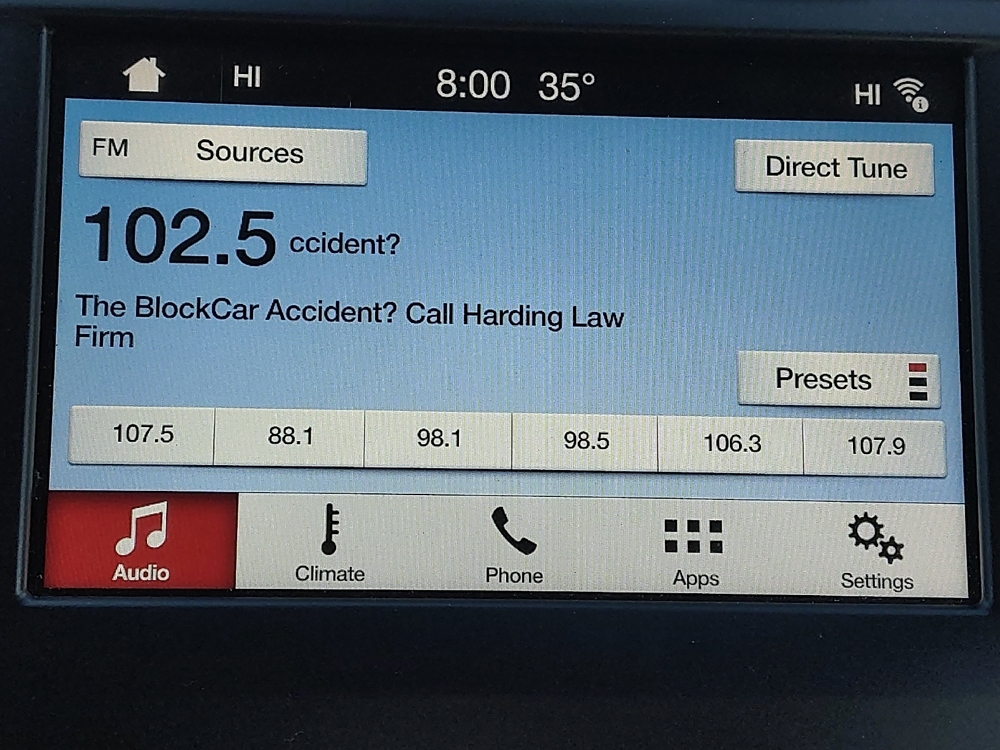 HI 8:00 35° HI
FM Sources
Direct Tune
102.5 ccident?
The BlockCar Accident? Call Harding Law
Firm
Presets
107.5 88.1 98.1 98.5 106.3 107.9
Audio Climate Phone Apps Settings